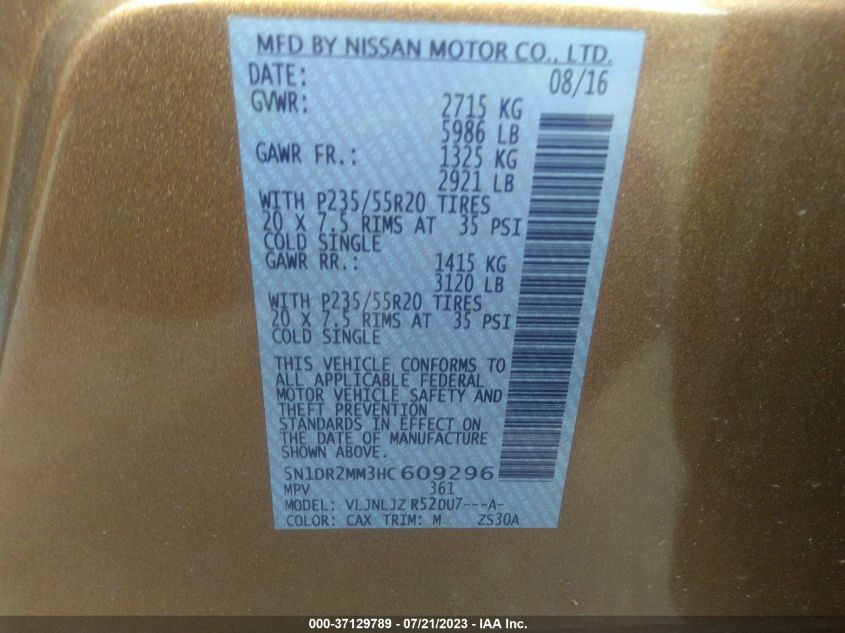 MFD BY NISSAN MOTOR CO., LTD.
DATE: 08/16
GVWR: 2715 KG
5986 LB
GAWR FR.: 1325 KG
2921 LB
WITH P235/55R20 TIRES
20 X 7.5 RIMS AT 35 PSI
COLD SINGLE
GAWR RR.: 1415 KG
3120 LB
WITH P235/55R20 TIRES
20 X 7.5 RIMS AT 35 PSI
COLD SINGLE
THIS VEHICLE CONFORMS TO
ALL APPLICABLE FEDERAL
MOTOR VEHICLE SAFETY AND
THEFT PREVENTION
STANDARDS IN EFFECT ON
THE DATE OF MANUFACTURE
SHOWN ABOVE.
5N1DR2MM3HC609296
MPV 361
MODEL: VLJNLJZ R52DU7---A-
COLOR: CAX TRIM: M ZS30A
000-37129789 - 07/21/2023 - IAA Inc.